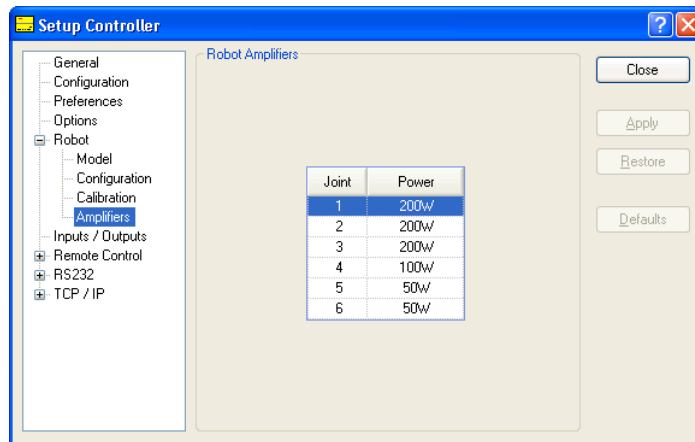 Setup Controller
General
Configuration
Preferences
Options
Robot
Model
Configuration
Calibration
Amplifiers
Inputs / Outputs
Remote Control
RS232
TCP / IP
Robot Amplifiers
Joint Power
1 200W
2 200W
3 200W
4 100W
5 50W
6 50W
Close
Apply
Restore
Defaults